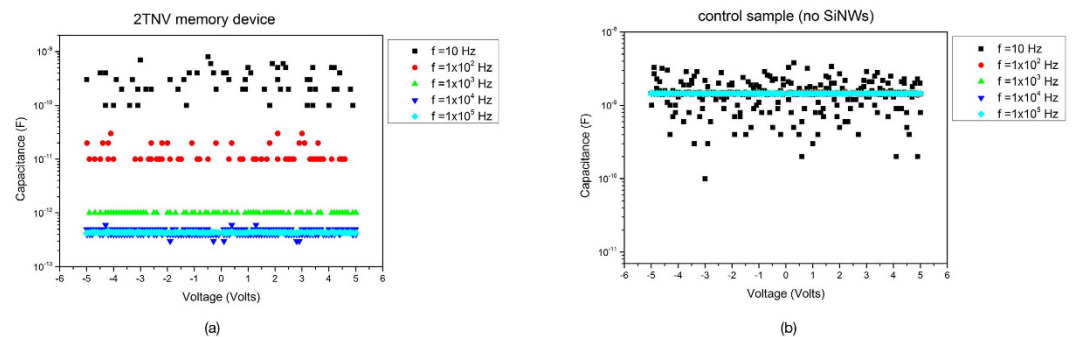 2TNV memory device
f =10 Hz
f =1x10² Hz
f =1x10³ Hz
f =1x10⁴ Hz
f =1x10⁵ Hz
Capacitance (F)
10⁻⁹
10⁻¹⁰
10⁻¹¹
10⁻¹²
10⁻¹³
-6 -5 -4 -3 -2 -1 0 1 2 3 4 5 6
Voltage (Volts)
(a)
control sample (no SiNWs)
f =10 Hz
f =1x10² Hz
f =1x10³ Hz
f =1x10⁴ Hz
f =1x10⁵ Hz
Capacitance (F)
10⁻⁸
10⁻⁹
10⁻¹⁰
10⁻¹¹
-6 -5 -4 -3 -2 -1 0 1 2 3 4 5 6
Voltage (Volts)
(b)